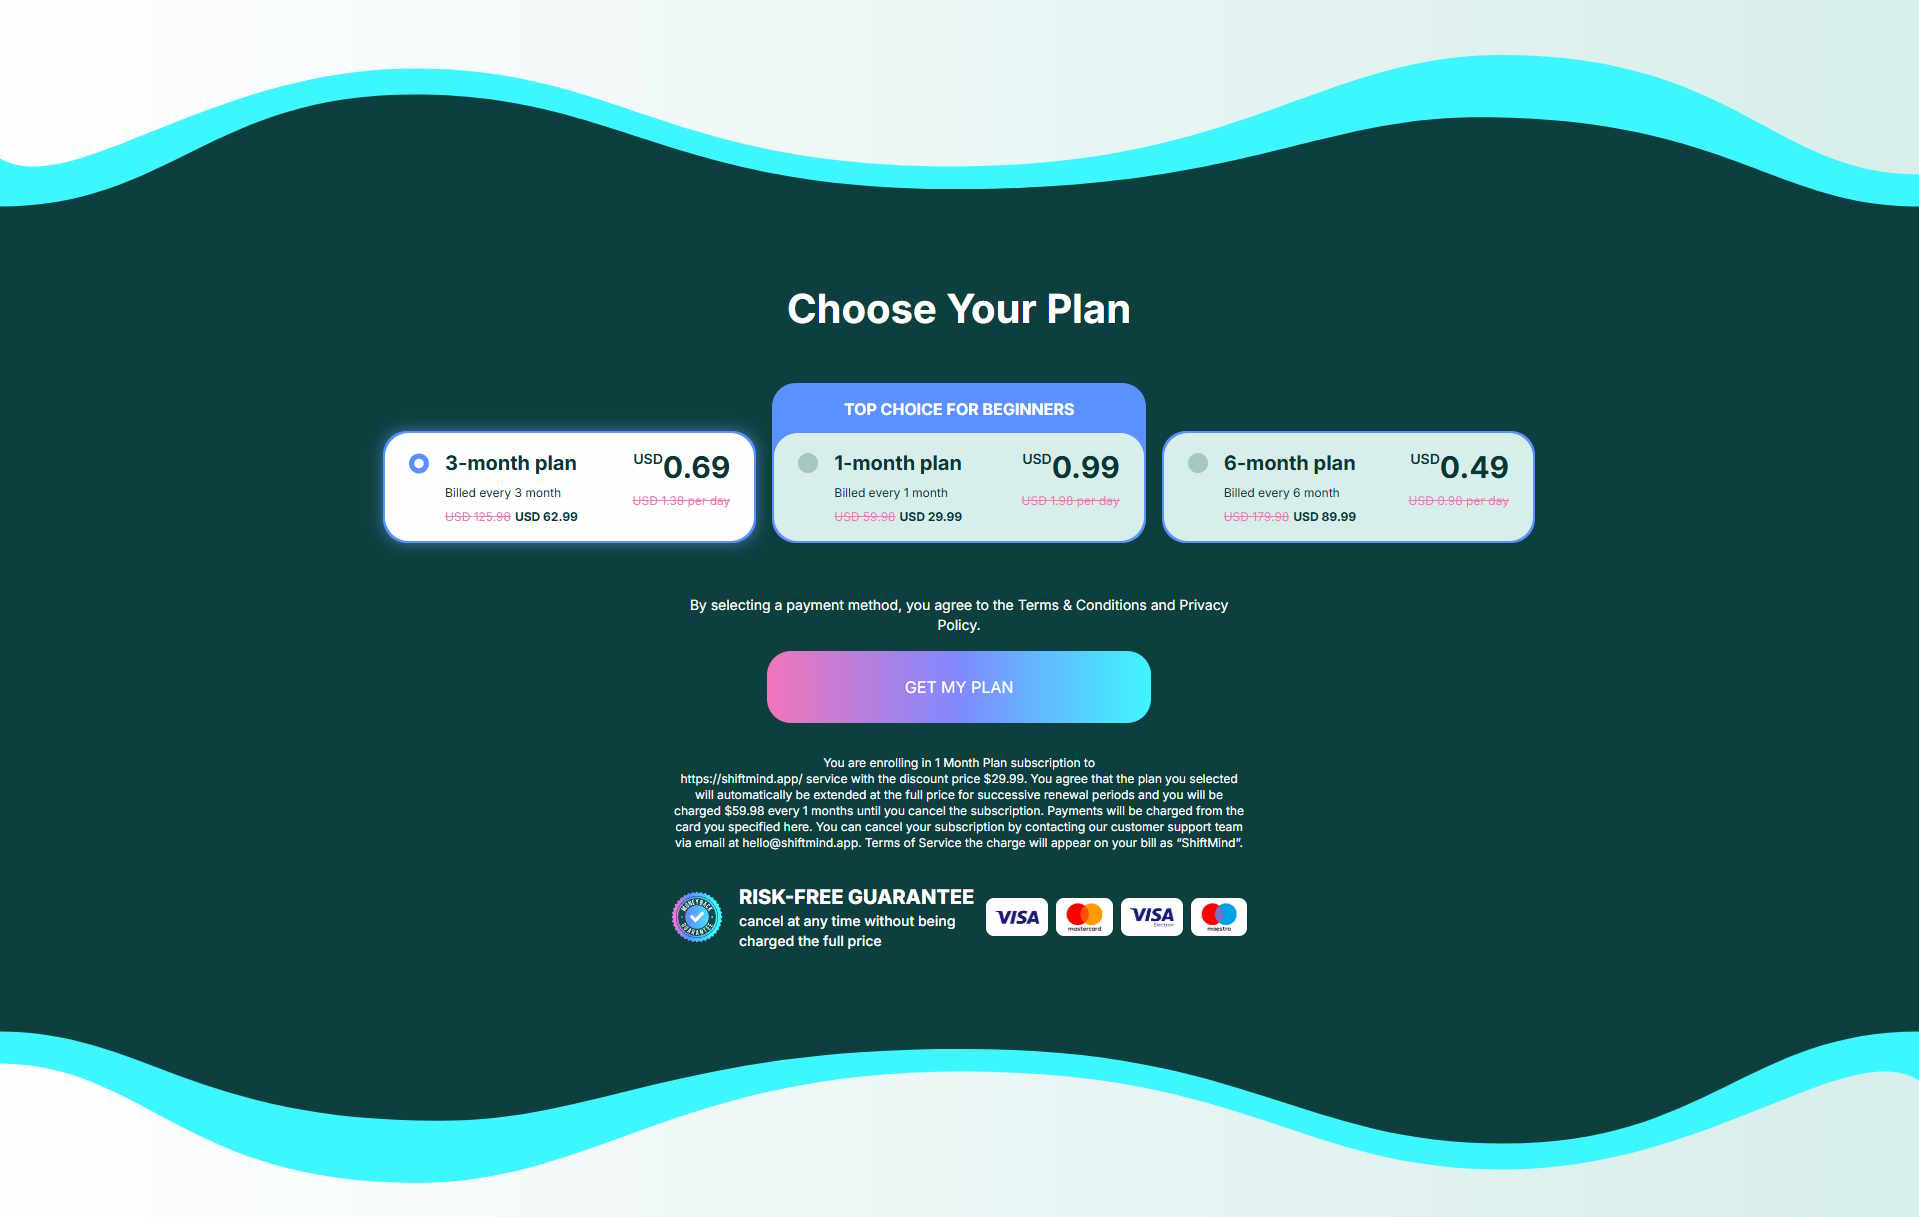 Choose Your Plan
TOP CHOICE FOR BEGINNERS
3-month plan
USD 0.69
Billed every 3 month
USD 1.38 per day
USD 125.98 USD 62.99
1-month plan
USD 0.99
Billed every 1 month
USD 1.98 per day
USD 59.98 USD 29.99
6-month plan
USD 0.49
Billed every 6 month
USD 0.98 per day
USD 179.98 USD 89.99
By selecting a payment method, you agree to the Terms & Conditions and Privacy
Policy.
GET MY PLAN
You are enrolling in 1 Month Plan subscription to
https://shiftmind.app/ service with the discount price $29.99. You agree that the plan you selected
will automatically be extended at the full price for successive renewal periods and you will be
charged $59.98 every 1 months until you cancel the subscription. Payments will be charged from the
card you specified here. You can cancel your subscription by contacting our customer support team
via email at hello@shiftmind.app. Terms of Service the charge will appear on your bill as “ShiftMind”.
MONEYBACK
GUARANTEE
RISK-FREE GUARANTEE
cancel at any time without being
charged the full price
VISA
mastercard
VISA
Electron
maestro